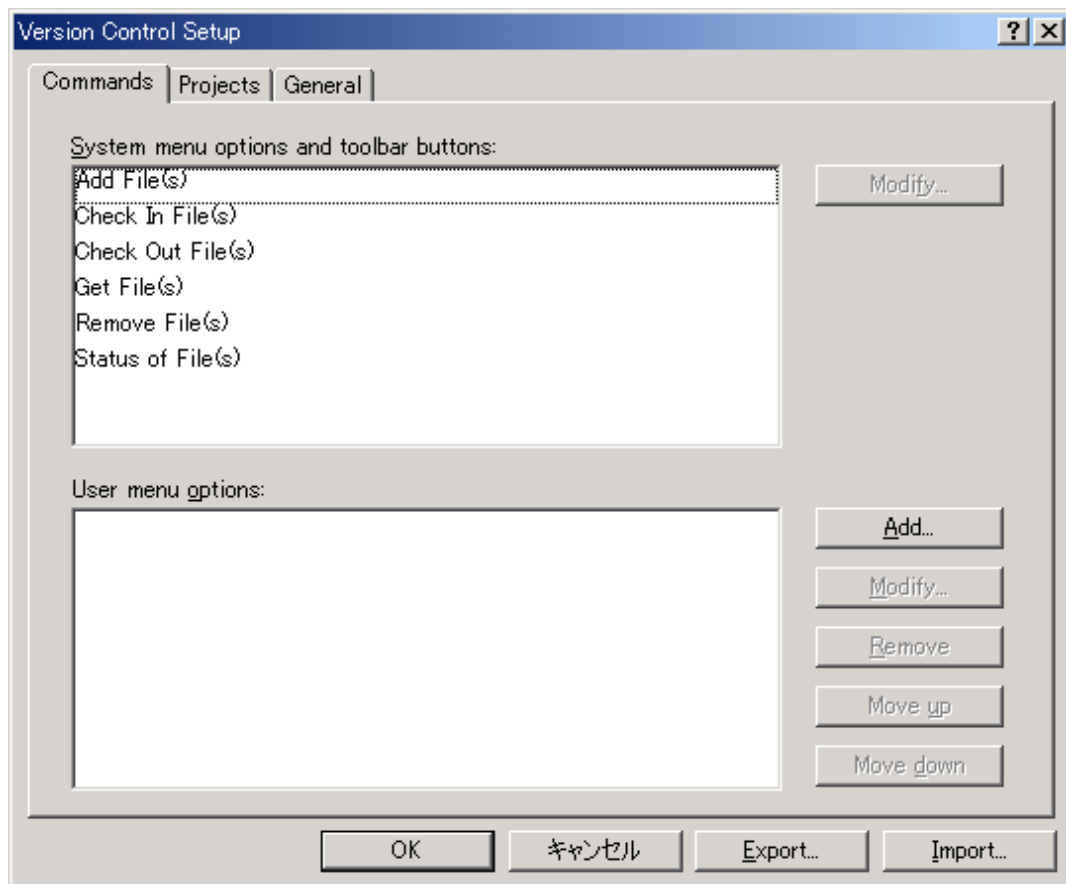 Version Control Setup
Commands Projects General
System menu options and toolbar buttons:
Add File(s)
Modify...
Check In File(s)
Check Out File(s)
Get File(s)
Remove File(s)
Status of File(s)
User menu options:
Add...
Modify...
Remove
Move up
Move down
OK キャンセル Export... Import...